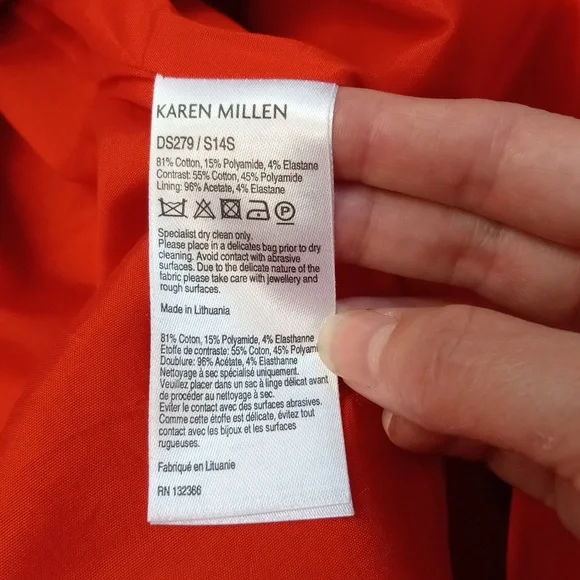 KAREN MILLEN
DS279 / S14S
81% Cotton, 15% Polyamide, 4% Elastane
Contrast: 55% Cotton, 45% Polyamide
Lining: 96% Acetate, 4% Elastane
P
Specialist dry clean only.
Please place in a delicates bag prior to dry
cleaning. Avoid contact with abrasive
surfaces. Due to the delicate nature of the
fabric please take care with jewellery and
rough surfaces.
Made in Lithuania
81% Coton, 15% Polyamide, 4% Elasthanne
Etoffe de contraste: 55% Coton, 45% Polyami
Doublure: 96% Acétate, 4% Elasthanne
Nettoyage à sec spécialisé uniquement.
Veuillez placer dans un sac à linge délicat avant
de procéder au nettoyage à sec.
Eviter le contact avec des surfaces abrasives.
Comme cette étoffe est délicate, évitez tout
contact avec les bijoux et les surfaces
rugueuses.
Fabriqué en Lituanie
RN 132366